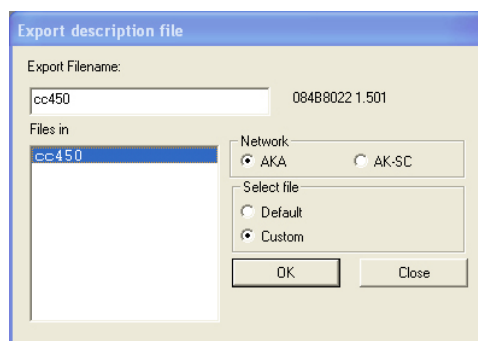 Export description file
Export Filename:
cc450
084B8022 1.501
Files in
cc450
Network
AKA
AK-SC
Select file
Default
Custom
OK
Close